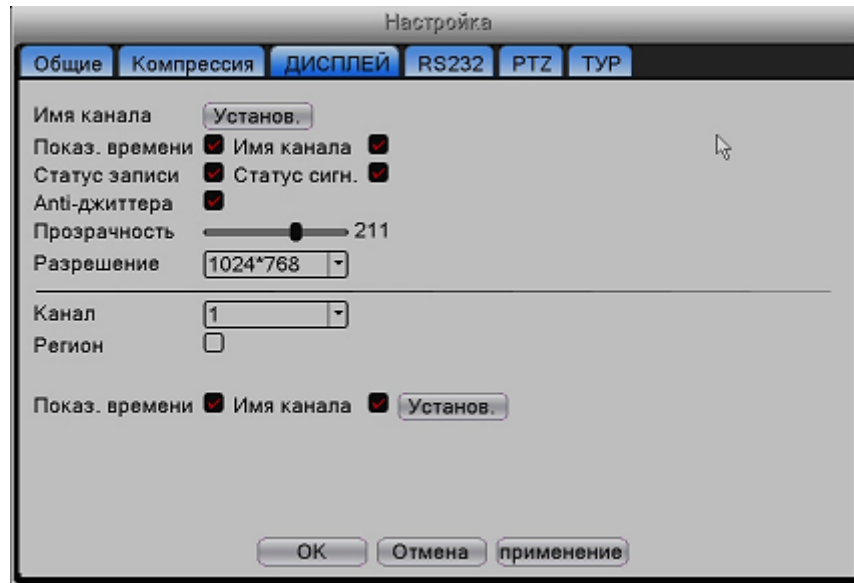 Настройка
Общие Компрессия ДИСПЛЕЙ RS232 PTZ ТУР
Имя канала Установ.
Показ. времени Имя канала
Статус записи Статус сигн.
Anti-джиттера
Прозрачность 211
Разрешение 1024*768
Канал 1
Регион
Показ. времени Имя канала Установ.
OK Отмена применение